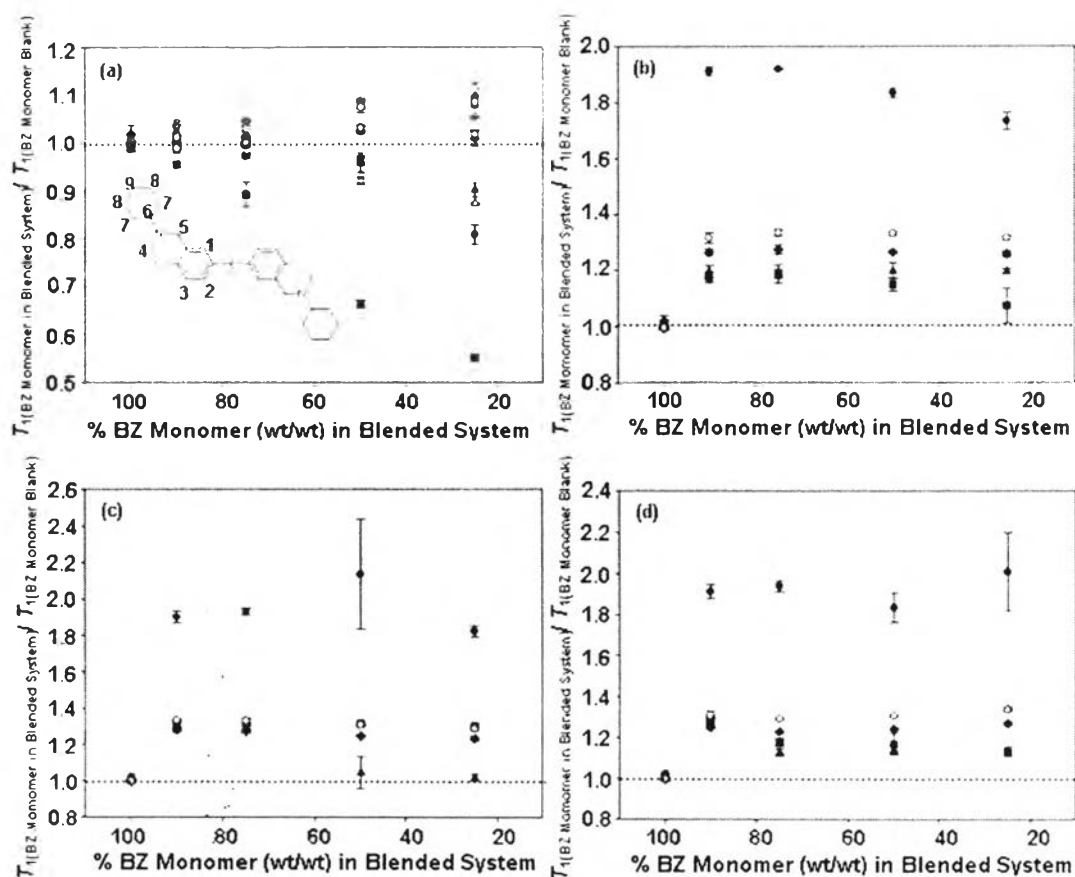 (a)
T1(BZ Momomer in Blended System)/ T1(BZ Monomer Blank)
1.2
1.1
1.0
0.9
0.8
0.7
0.6
0.5
9 8
8 7
6
7 5
4 1
3 2
100 80 60 40 20
% BZ Monomer (wt/wt) in Blended System
(b)
T1(BZ Momomer in Blended System)/ T1(BZ Monomer Blank)
2.0
1.8
1.6
1.4
1.2
1.0
0.8
100 80 60 40 20
% BZ Monomer (wt/wt) in Blended System
(c)
T1(BZ Momomer in Blended System)/ T1(BZ Monomer Blank)
2.6
2.4
2.2
2.0
1.8
1.6
1.4
1.2
1.0
0.8
100 80 60 40 20
% BZ Monomer (wt/wt) in Blended System
(d)
T1(BZ Momomer in Blended System)/ T1(BZ Monomer Blank)
2.4
2.2
2.0
1.8
1.6
1.4
1.2
1.0
0.8
100 80 60 40 20
% BZ Monomer (wt/wt) in Blended System